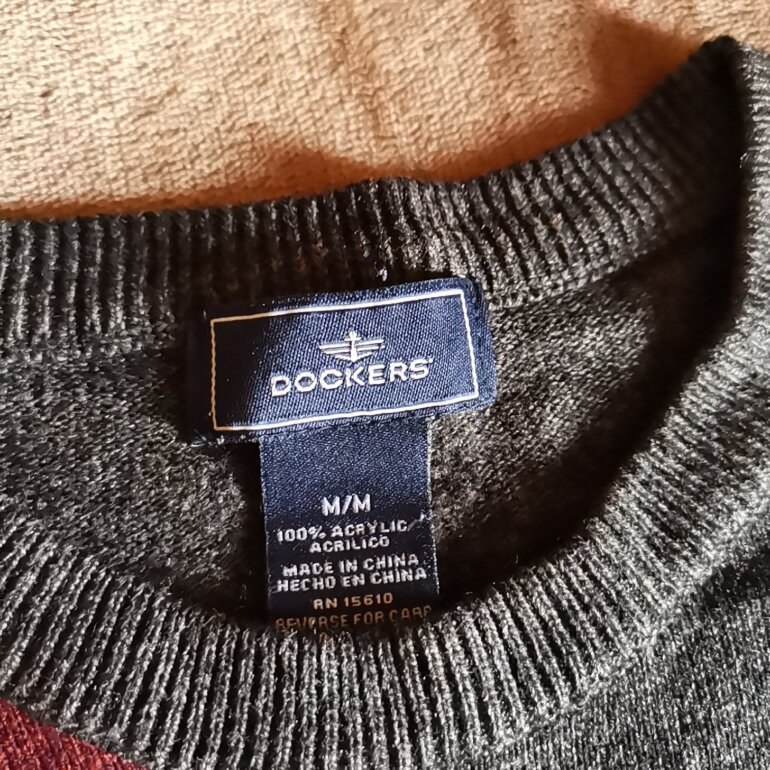 DOCKERS®
M/M
100% ACRYLIC/
ACRILICO
MADE IN CHINA
HECHO EN CHINA
RN 15610
REVERSE FOR CARE